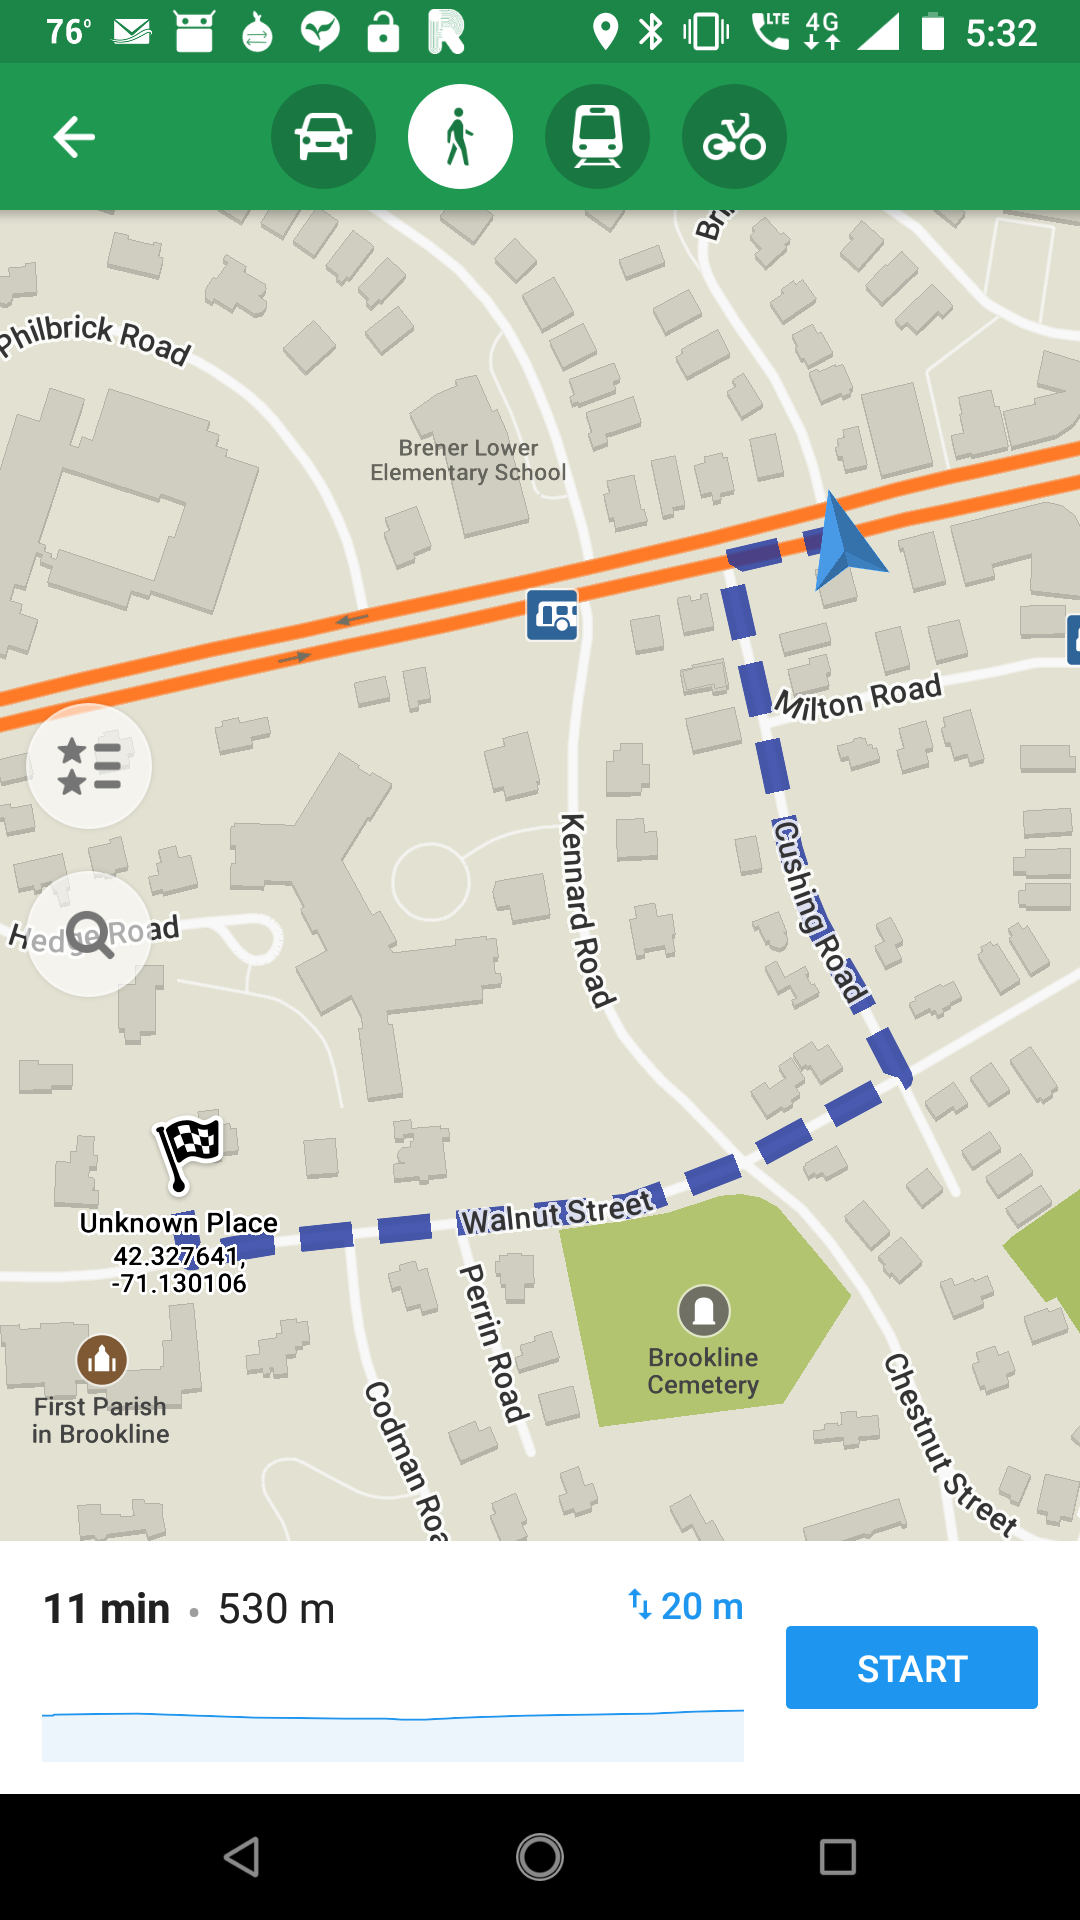 76°
LTE
4G
5:32
Philbrick Road
Brener Lower
Elementary School
Milton Road
Cushing Road
Kennard Road
Hedge Road
Unknown Place
42.327641,
-71.130106
Walnut Street
Perrin Road
Brookline
Cemetery
First Parish
in Brookline
Codman Roa
Chestnut Street
11 min • 530 m
20 m
START